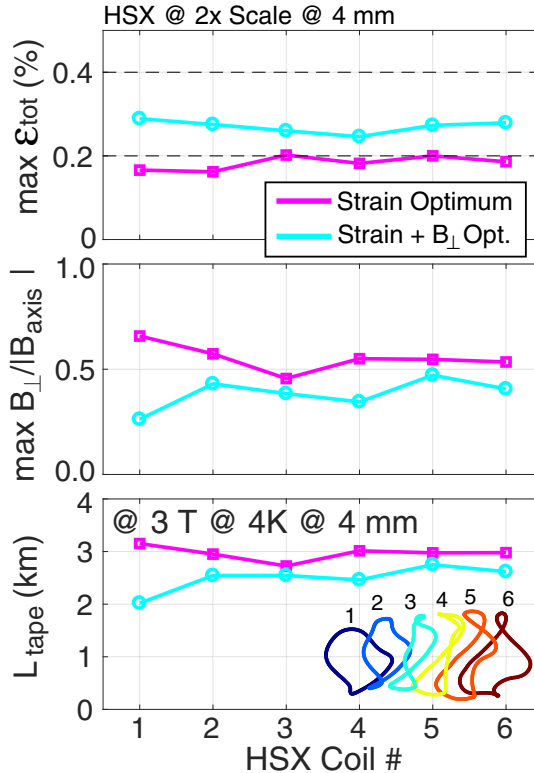 HSX @ 2x Scale @ 4 mm
max εtot (%)
0.4
0.2
0
Strain Optimum
Strain + B⊥ Opt.
max B⊥/|Baxis |
1.0
0.5
0.0
Ltape (km)
4
3
2
1
0
@ 3 T @ 4K @ 4 mm
1 2 3 4 5 6
1 2 3 4 5 6
HSX Coil #